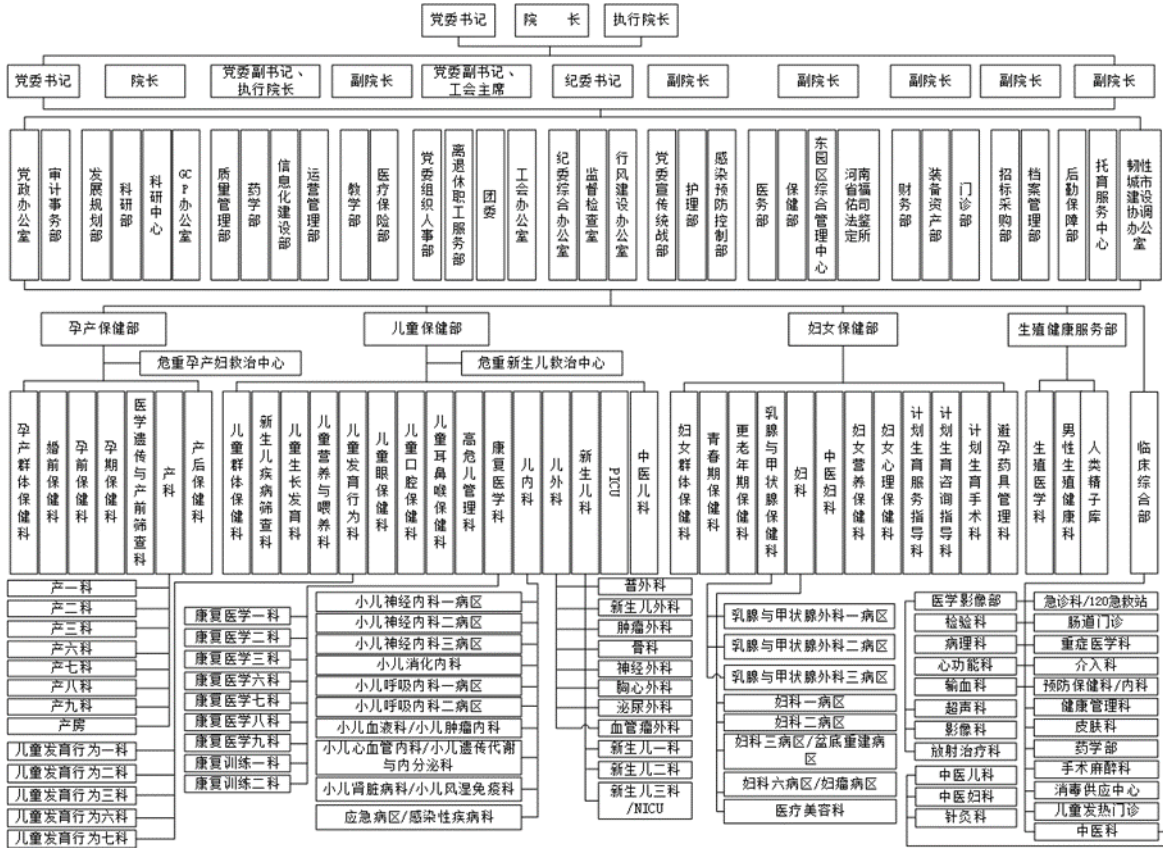 党委书记
院 长
执行院长
党委书记
院长
党委副书记、
执行院长
副院长
党委副书记、
工会主席
纪委书记
副院长
副院长
副院长
副院长
副院长
党政办公室
审计事务部
发展规划部
科研部
科研中心
GCP办公室
质量管理部
药学部
信息化建设部
运营管理部
教学部
医疗保险部
党委组织人事部
离退休职工服务部
团委
工会办公室
纪委综合办公室
监督检查室
行风建设办公室
党委宣传统战部
护理部
感染预防控制部
医务部
保健部
东园区综合管理中心
河南省福佑司法鉴定所
财务部
装备资产部
门诊部
招标采购部
档案管理部
后勤保障部
托育服务中心
韧性城市建设协调办公室
孕产保健部
儿童保健部
妇女保健部
生殖健康服务部
危重孕产妇救治中心
危重新生儿救治中心
孕产群体保健科
婚前保健科
孕前保健科
孕期保健科
医学遗传与产前筛查科
产科
产后保健科
儿童群体保健科
新生儿疾病筛查科
儿童生长发育科
儿童营养与喂养科
儿童发育行为科
儿童眼保健科
儿童口腔保健科
儿童耳鼻喉保健科
高危儿管理科
康复医学科
儿内科
儿外科
新生儿科
PICU
中医儿科
妇女群体保健科
青春期保健科
更老年期保健科
乳腺与甲状腺保健科
妇科
中医妇科
妇女营养保健科
妇女心理保健科
计划生育服务指导科
计划生育咨询指导科
计划生育手术科
避孕药具管理科
生殖医学科
男性生殖健康科
人类精子库
临床综合部
产一科
产二科
产三科
产六科
产七科
产八科
产九科
产房
儿童发育行为一科
儿童发育行为二科
儿童发育行为三科
儿童发育行为六科
儿童发育行为七科
康复医学一科
康复医学二科
康复医学三科
康复医学六科
康复医学七科
康复医学八科
康复医学九科
康复训练一科
康复训练二科
小儿神经内科一病区
小儿神经内科二病区
小儿神经内科三病区
小儿消化内科
小儿呼吸内科一病区
小儿呼吸内科二病区
小儿血液科/小儿肿瘤内科
小儿心血管内科/小儿遗传代谢
与内分泌科
小儿肾脏病科/小儿风湿免疫科
应急病区/感染性疾病科
普外科
新生儿外科
肿瘤外科
骨科
神经外科
胸心外科
泌尿外科
血管瘤外科
新生儿一科
新生儿二科
新生儿三科
/NICU
乳腺与甲状腺外科一病区
乳腺与甲状腺外科二病区
乳腺与甲状腺外科三病区
妇科一病区
妇科二病区
妇科三病区/盆底重建病
区
妇科六病区/妇瘤病区
医疗美容科
医学影像部
检验科
病理科
心功能科
输血科
超声科
影像科
放射治疗科
中医儿科
中医妇科
针灸科
急诊科/120急救站
肠道门诊
重症医学科
介入科
预防保健科/内科
健康管理科
皮肤科
药学部
手术麻醉科
消毒供应中心
儿童发热门诊
中医科